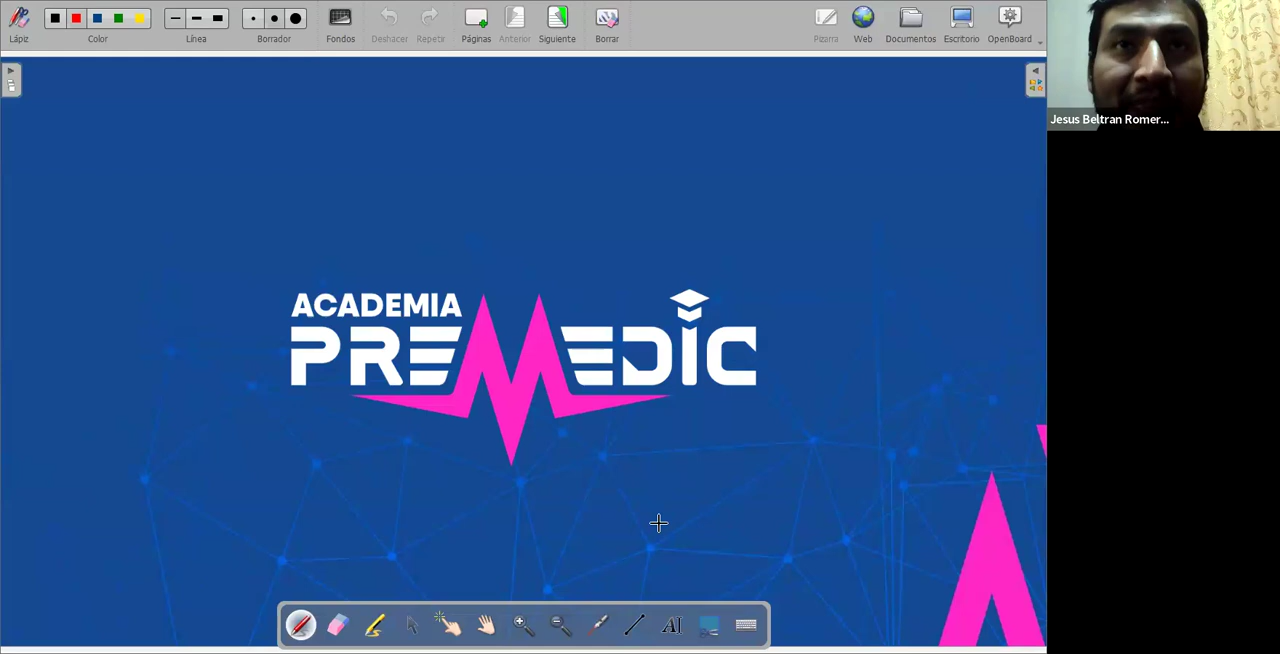 Lápiz
Color
Línea
Borrador
Fondos
Deshacer
Repetir
Páginas
Anterior
Siguiente
Borrar
Pizarra
Web
Documentos
Escritorio
OpenBoard
Jesus Beltran Romer...
ACADEMIA
PREMEDIC
AI